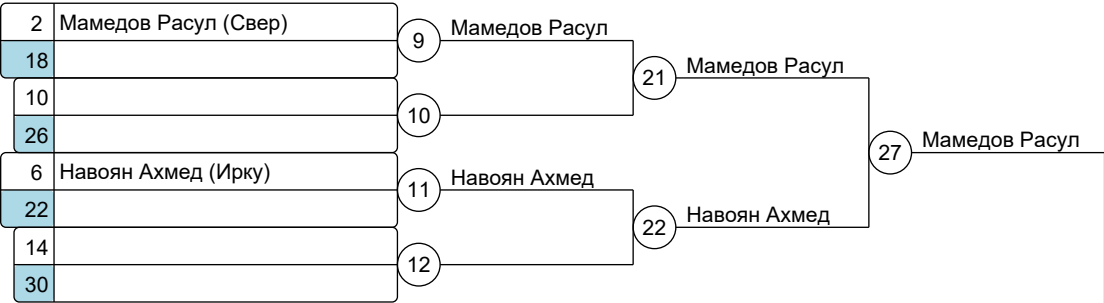 2 Мамедов Расул (Свер)
18
9 Мамедов Расул
10
26
10
21 Мамедов Расул
6 Навоян Ахмед (Ирку)
22
11 Навоян Ахмед
14
30
12
22 Навоян Ахмед
27 Мамедов Расул